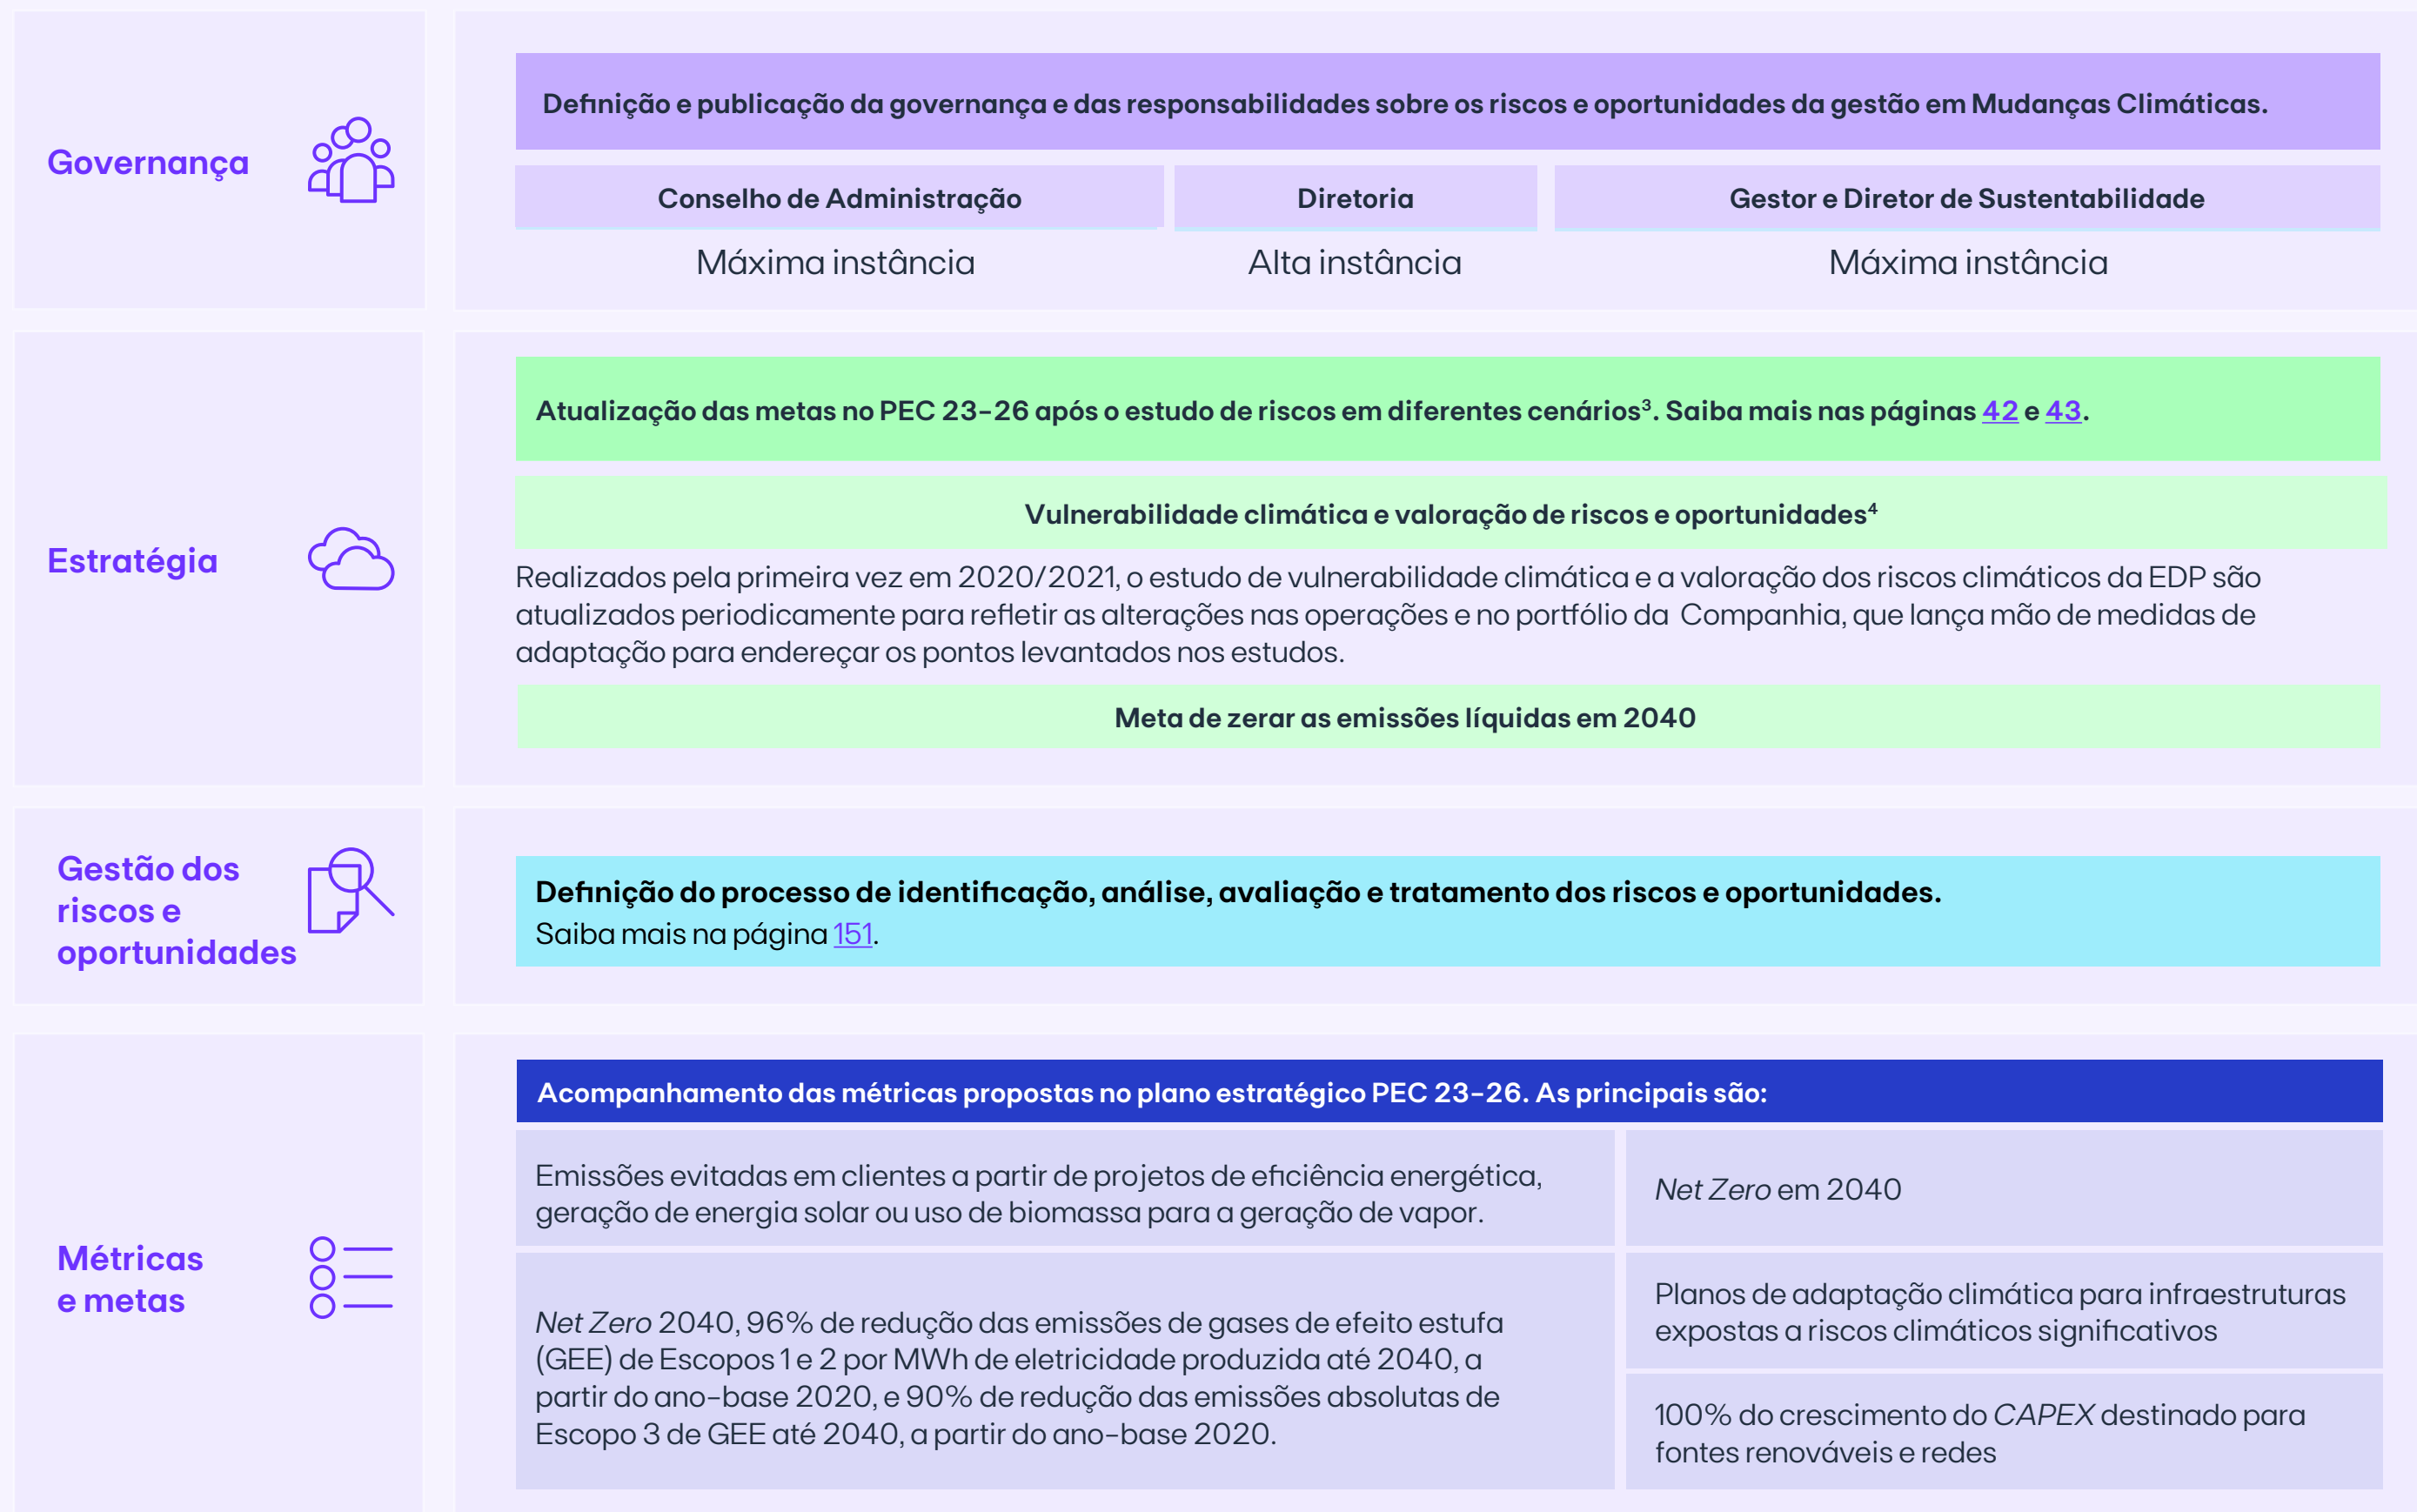 Governança
Definição e publicação da governança e das responsabilidades sobre os riscos e oportunidades da gestão em Mudanças Climáticas.
Conselho de Administração
Máxima instância
Diretoria
Alta instância
Gestor e Diretor de Sustentabilidade
Máxima instância
Estratégia
Atualização das metas no PEC 23-26 após o estudo de riscos em diferentes cenários³. Saiba mais nas páginas 42 e 43.
Vulnerabilidade climática e valoração de riscos e oportunidades⁴
Realizados pela primeira vez em 2020/2021, o estudo de vulnerabilidade climática e a valoração dos riscos climáticos da EDP são
atualizados periodicamente para refletir as alterações nas operações e no portfólio da Companhia, que lança mão de medidas de
adaptação para endereçar os pontos levantados nos estudos.
Meta de zerar as emissões líquidas em 2040
Gestão dos
riscos e
oportunidades
Definição do processo de identificação, análise, avaliação e tratamento dos riscos e oportunidades.
Saiba mais na página 151.
Métricas
e metas
Acompanhamento das métricas propostas no plano estratégico PEC 23-26. As principais são:
Emissões evitadas em clientes a partir de projetos de eficiência energética,
geração de energia solar ou uso de biomassa para a geração de vapor.
Net Zero em 2040
Net Zero 2040, 96% de redução das emissões de gases de efeito estufa
(GEE) de Escopos 1 e 2 por MWh de eletricidade produzida até 2040, a
partir do ano-base 2020, e 90% de redução das emissões absolutas de
Escopo 3 de GEE até 2040, a partir do ano-base 2020.
Planos de adaptação climática para infraestruturas
expostas a riscos climáticos significativos
100% do crescimento do CAPEX destinado para
fontes renováveis e redes